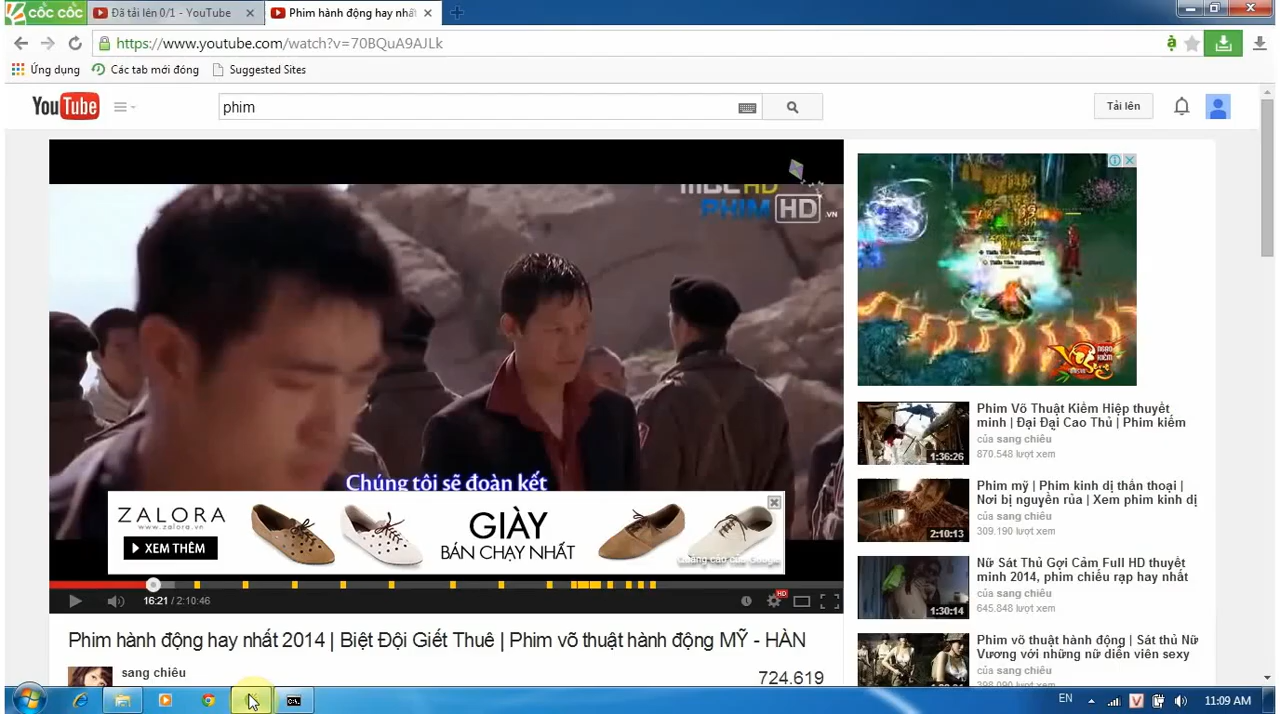 cốc cốc
Đã tải lên 0/1 - YouTube
Phim hành động hay nhấ
https://www.youtube.com/watch?v=70BQuA9AJLk
Ứng dụng
Các tab mới đóng
Suggested Sites
YouTube
phim
Tải lên
PHIM HD .VN
Chúng tôi sẽ đoàn kết
ZALORA
www.zalora.vn
XEM THÊM
GIÀY
BÁN CHẠY NHẤT
Quảng cáo của Google
16:21 / 2:10:46
HD
Phim hành động hay nhất 2014 | Biệt Đội Giết Thuê | Phim võ thuật hành động MỸ - HÀN
sang chiêu
724.619
Phim Võ Thuật Kiếm Hiệp thuyết
minh | Đại Đại Cao Thủ | Phim kiếm
của sang chiêu
870.548 lượt xem
1:36:26
Phim mỹ | Phim kinh dị thần thoại |
Nơi bị nguyền rủa | Xem phim kinh dị
của sang chiêu
309.190 lượt xem
2:10:13
Nữ Sát Thủ Gợi Cảm Full HD thuyết
minh 2014, phim chiếu rạp hay nhất
của sang chiêu
645.848 lượt xem
1:30:14
Phim võ thuật hành động | Sát thủ Nữ
Vương với những nữ diễn viên sexy
của sang chiêu
EN
11:09 AM